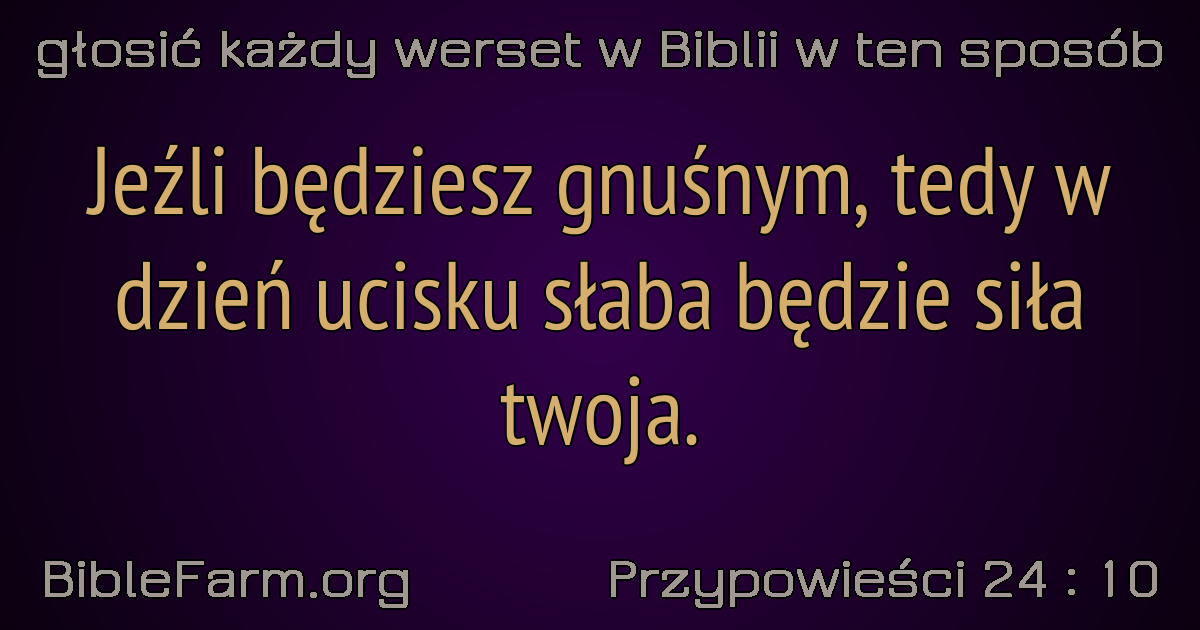 głosić każdy werset w Biblii w ten sposób
Jeźli będziesz gnuśnym, tedy w
dzień ucisku słaba będzie siła
twoja.
BibleFarm.org
Przypowieści 24 : 10